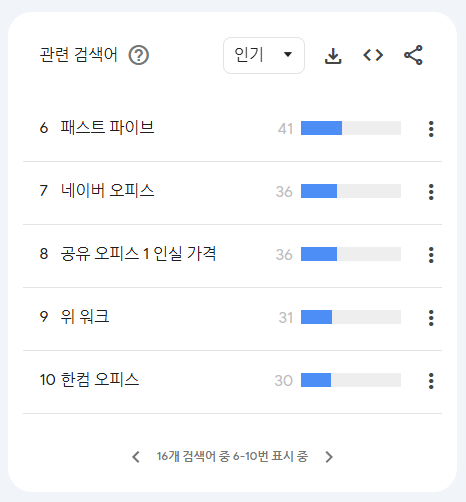 관련 검색어 ? 인기
6 패스트 파이브 41
7 네이버 오피스 36
8 공유 오피스 1 인실 가격 36
9 위 워크 31
10 한컴 오피스 30
16개 검색어 중 6-10번 표시 중